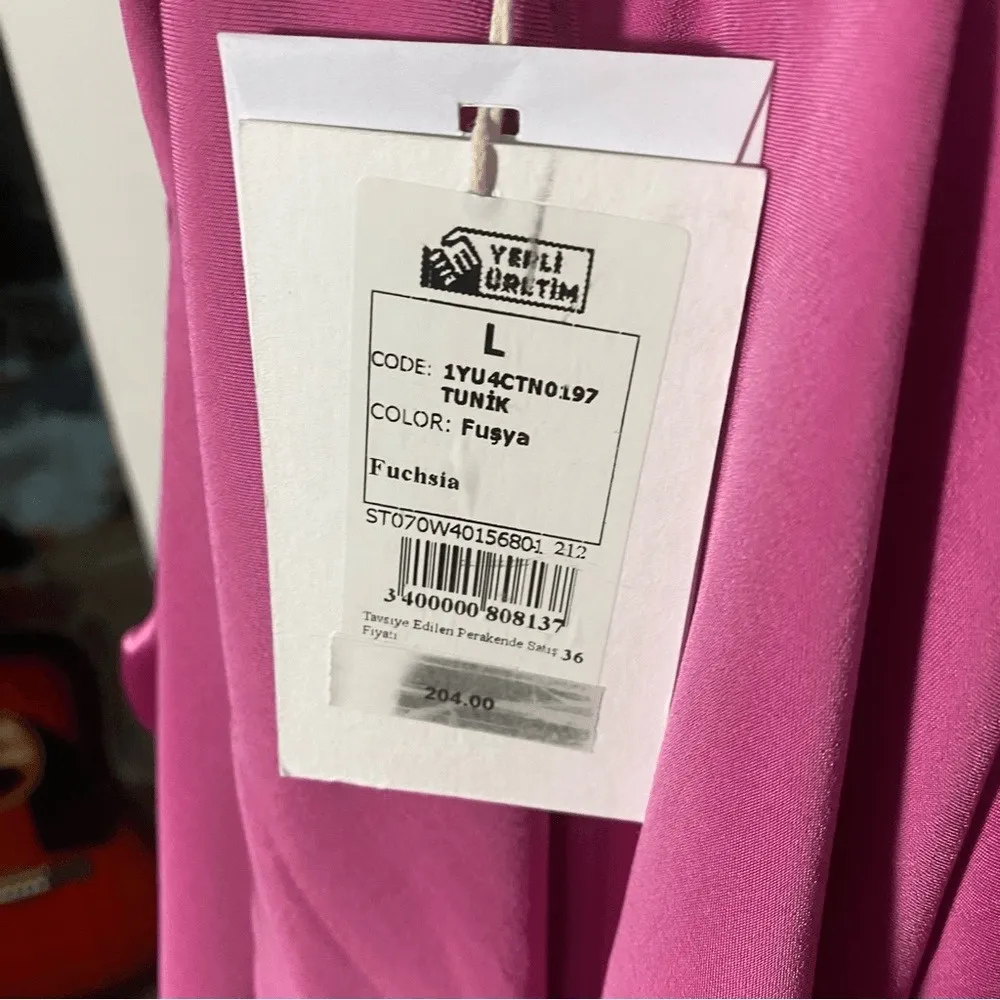 YERLİ
ÜRETİM
L
CODE: 1YU4CTN0197
TUNİK
COLOR: Fuşya
Fuchsia
ST070W40156801 212
3 400000 808137
Tavsiye Edilen Perakende Satış 36
Fiyatı
204.00